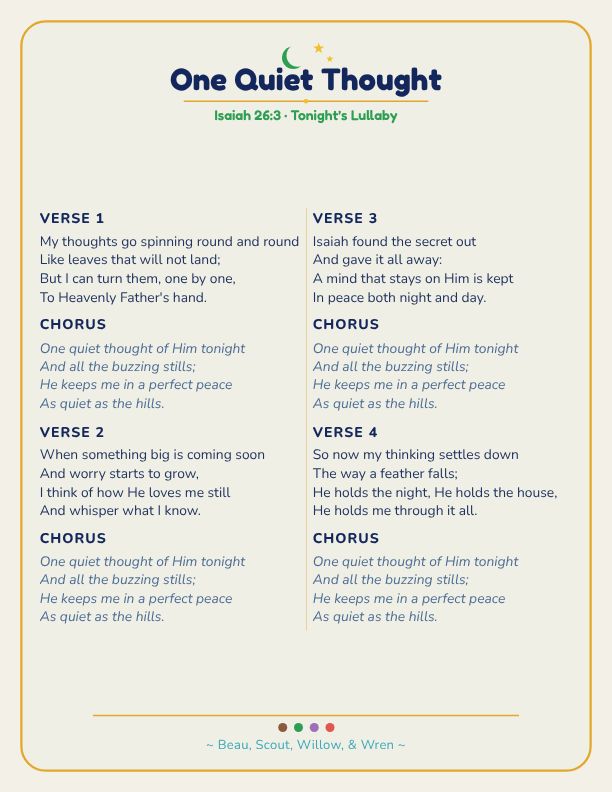 One Quiet Thought
Isaiah 26:3 · Tonight's Lullaby
VERSE 1
My thoughts go spinning round and round
Like leaves that will not land;
But I can turn them, one by one,
To Heavenly Father's hand.
CHORUS
One quiet thought of Him tonight
And all the buzzing stills;
He keeps me in a perfect peace
As quiet as the hills.
VERSE 2
When something big is coming soon
And worry starts to grow,
I think of how He loves me still
And whisper what I know.
CHORUS
One quiet thought of Him tonight
And all the buzzing stills;
He keeps me in a perfect peace
As quiet as the hills.
VERSE 3
Isaiah found the secret out
And gave it all away:
A mind that stays on Him is kept
In peace both night and day.
CHORUS
One quiet thought of Him tonight
And all the buzzing stills;
He keeps me in a perfect peace
As quiet as the hills.
VERSE 4
So now my thinking settles down
The way a feather falls;
He holds the night, He holds the house,
He holds me through it all.
CHORUS
One quiet thought of Him tonight
And all the buzzing stills;
He keeps me in a perfect peace
As quiet as the hills.
~ Beau, Scout, Willow, & Wren ~